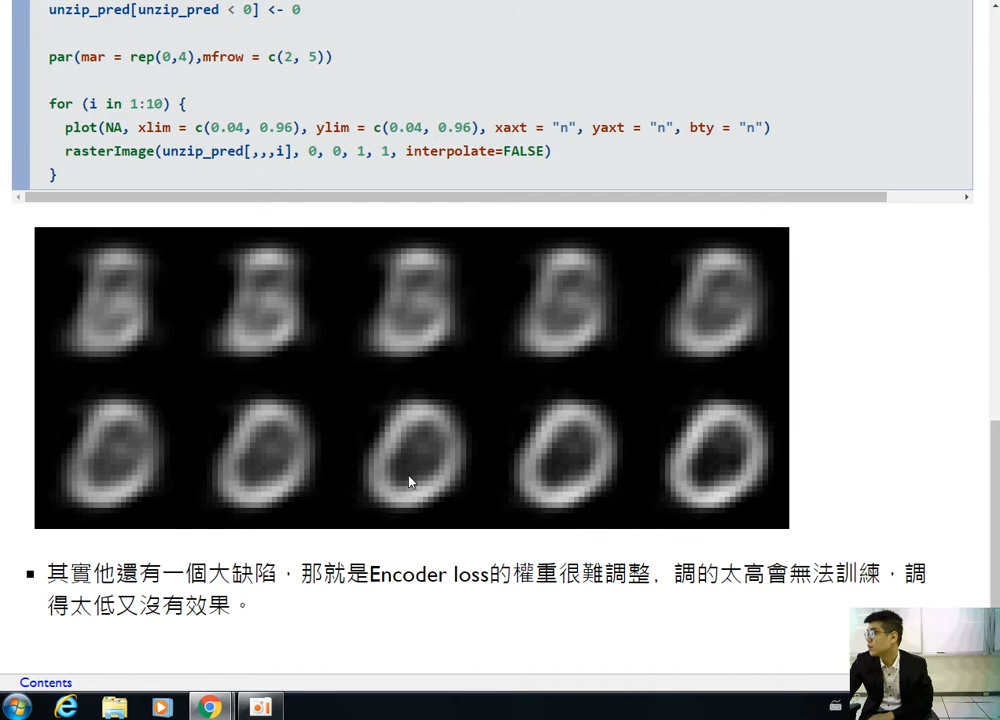 unzip_pred[unzip_pred < 0] <- 0
par(mar = rep(0,4),mfrow = c(2, 5))
for (i in 1:10) {
plot(NA, xlim = c(0.04, 0.96), ylim = c(0.04, 0.96), xaxt = "n", yaxt = "n", bty = "n")
rasterImage(unzip_pred[,,,i], 0, 0, 1, 1, interpolate=FALSE)
}
其實他還有一個大缺陷，那就是Encoder loss的權重很難調整，調的太高會無法訓練，調
得太低又沒有效果。
Contents